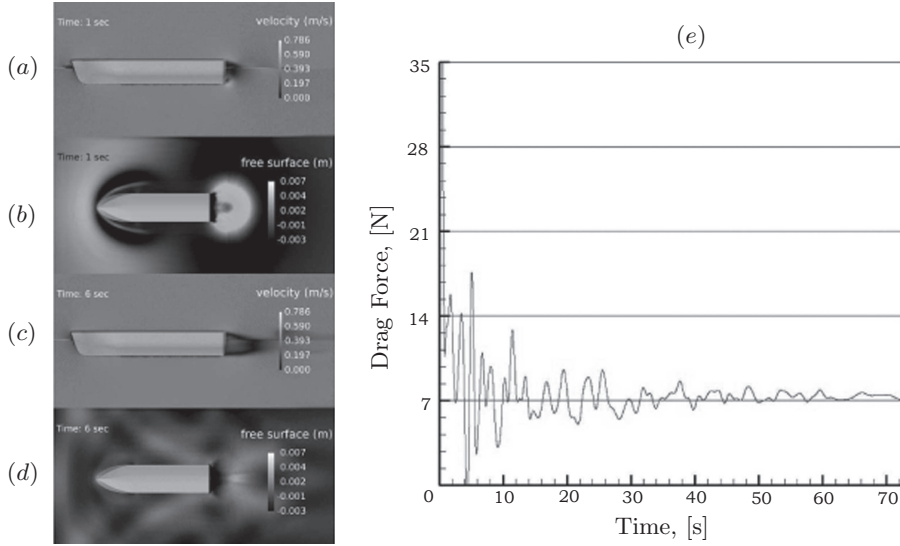 (a)
Time: 1 sec
velocity (m/s)
0.786
0.590
0.393
0.197
0.000
(b)
Time: 1 sec
free surface (m)
0.007
0.004
0.002
-0.001
-0.003
(c)
Time: 6 sec
velocity (m/s)
0.786
0.590
0.393
0.197
0.000
(d)
Time: 6 sec
free surface (m)
0.007
0.004
0.002
-0.001
-0.003
(e)
Drag Force, [N]
35
28
21
14
7
0
10
20
30
40
50
60
70
Time, [s]